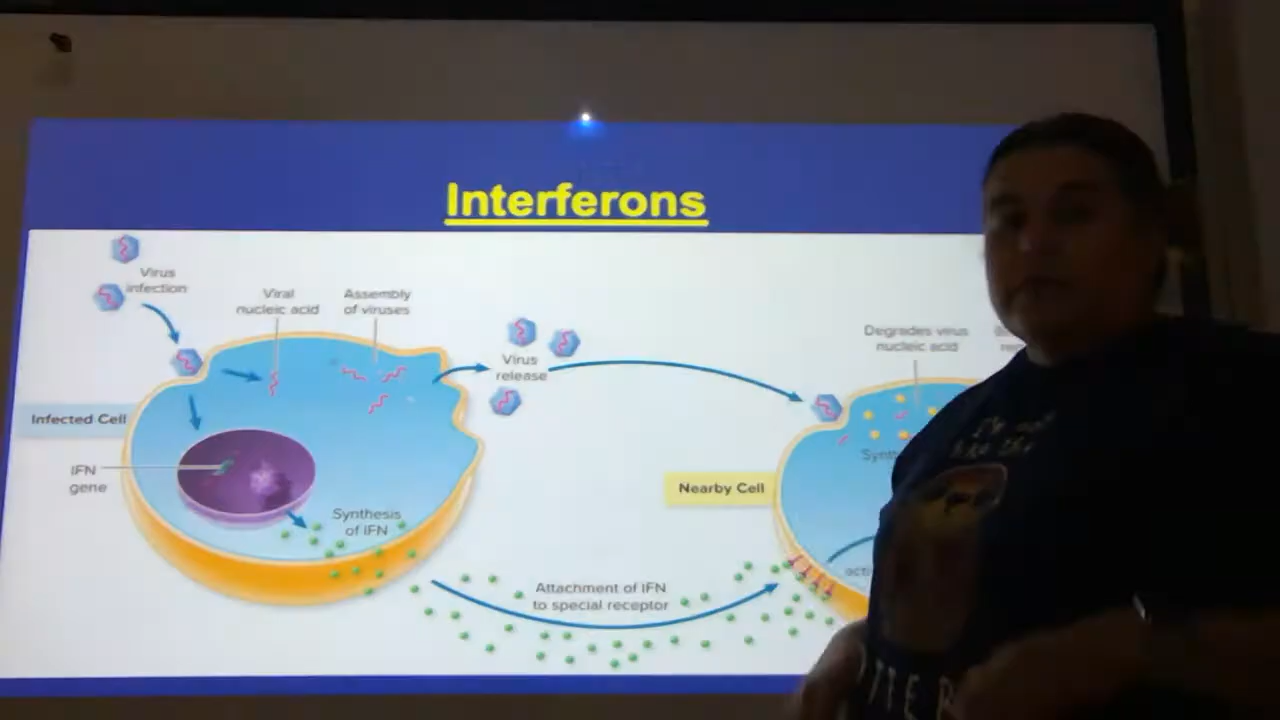 Interferons
Virus
infection
Viral
nucleic acid
Assembly
of viruses
Virus
release
Degrades virus
nucleic acid
Infected Cell
IFN
gene
Synthesis
of IFN
Nearby Cell
Attachment of IFN
to special receptor